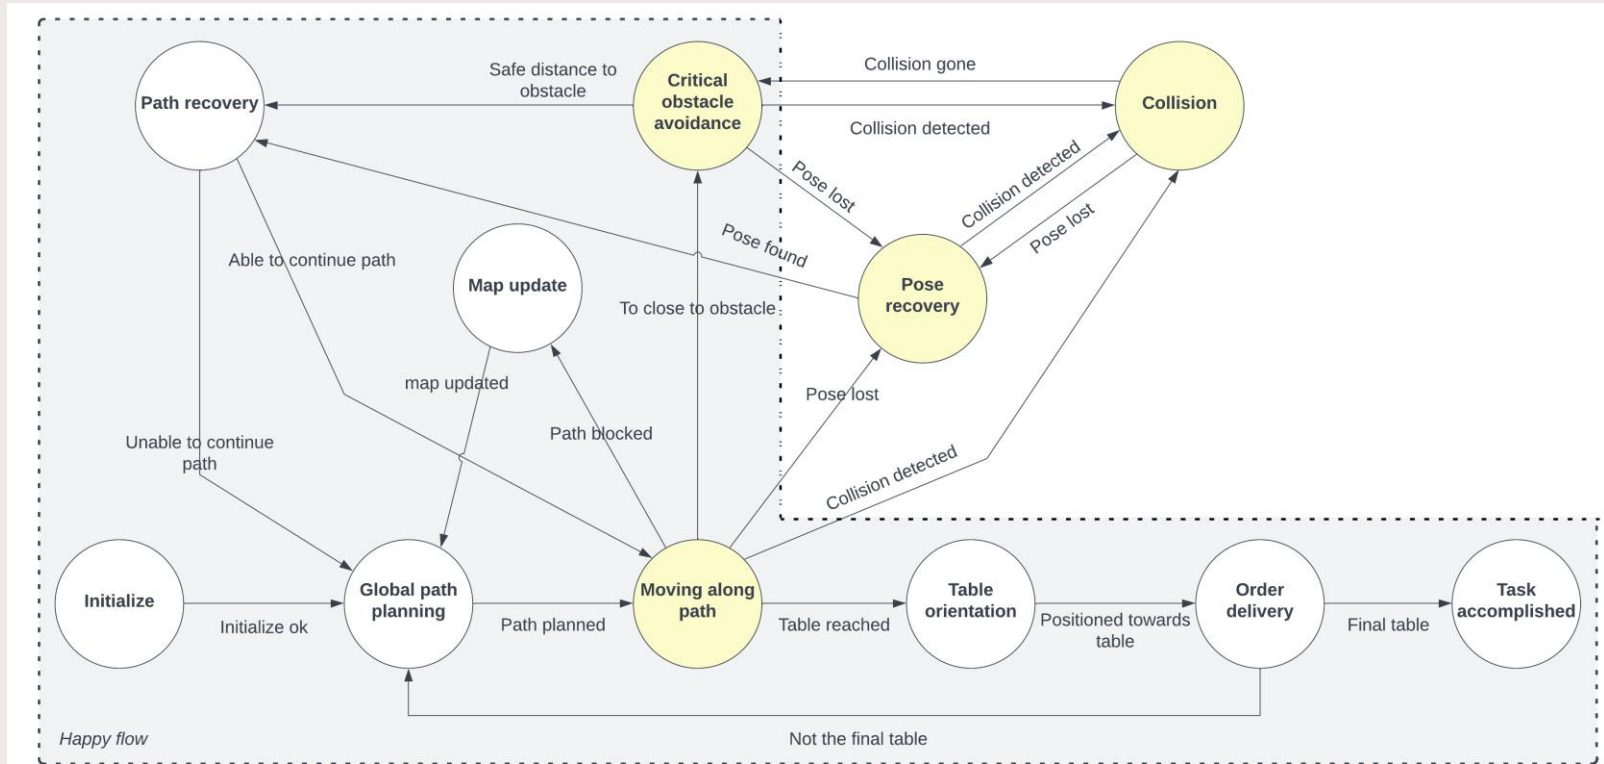 Path recovery
Safe distance to
obstacle
Critical
obstacle
avoidance
Collision gone
Collision detected
Collision
Pose lost
Collision detected
Pose lost
Able to continue path
Map update
Pose found
To close to obstacle
Pose
recovery
map updated
Path blocked
Pose lost
Unable to continue
path
Collision detected
Initialize
Initialize ok
Global path
planning
Path planned
Moving along
path
Table reached
Table
orientation
Positioned towards
table
Order
delivery
Final table
Task
accomplished
Happy flow
Not the final table